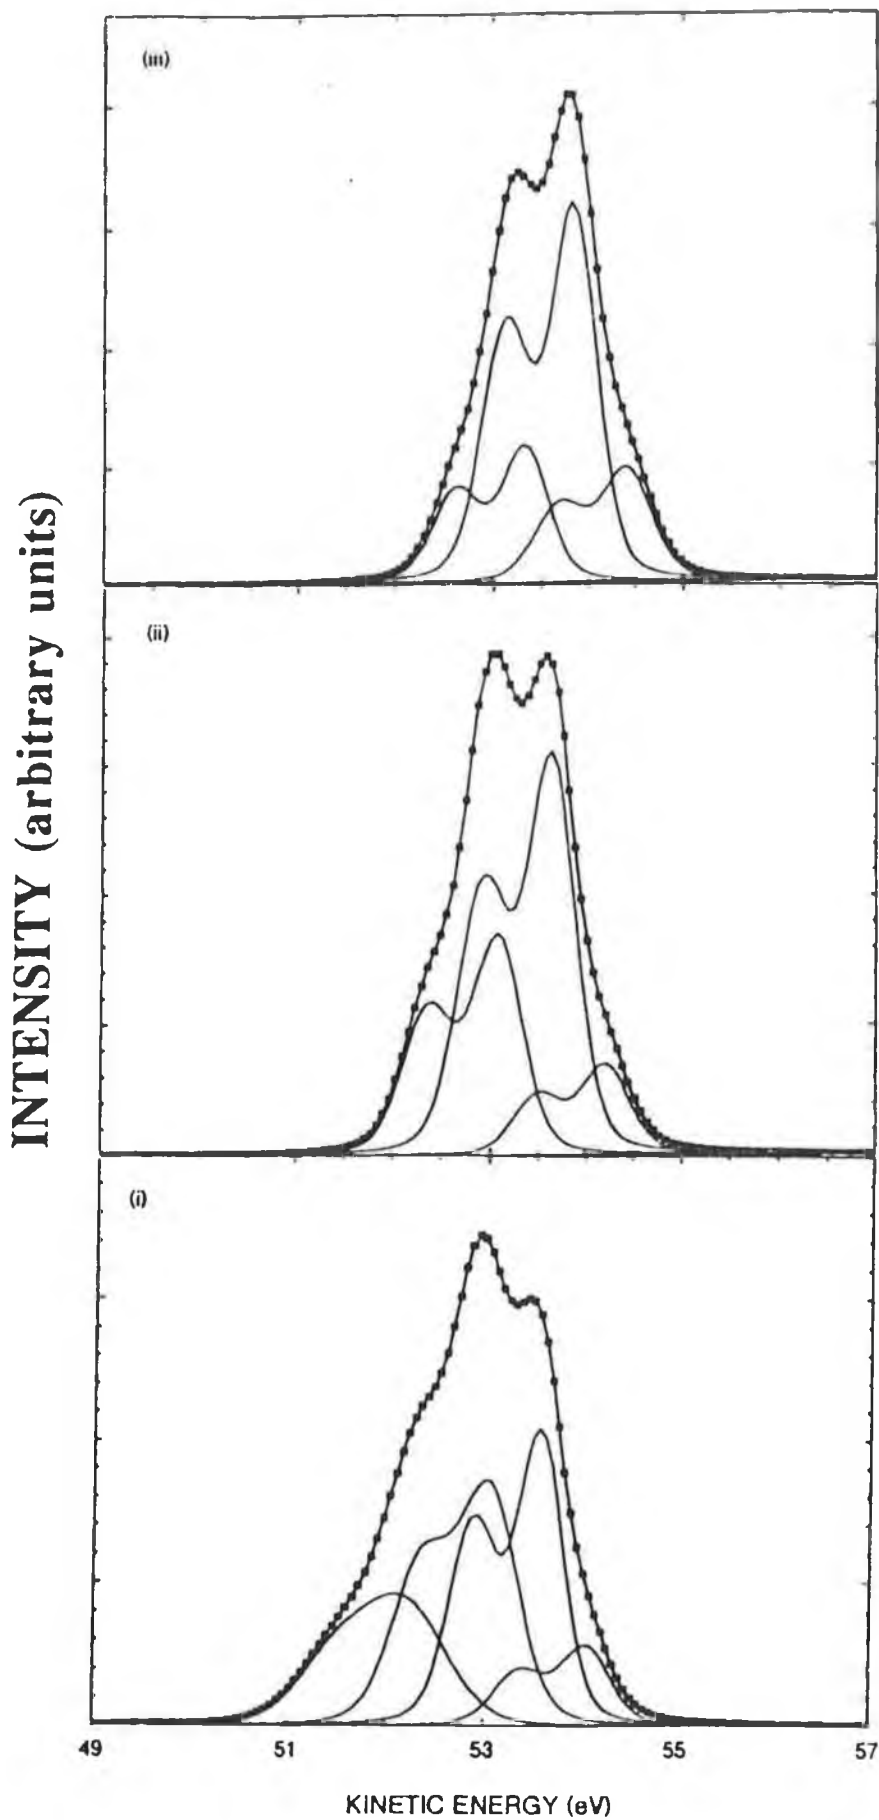 (iii)
INTENSITY (arbitrary units)
(ii)
(i)
49 51 53 55 57
KINETIC ENERGY (eV)